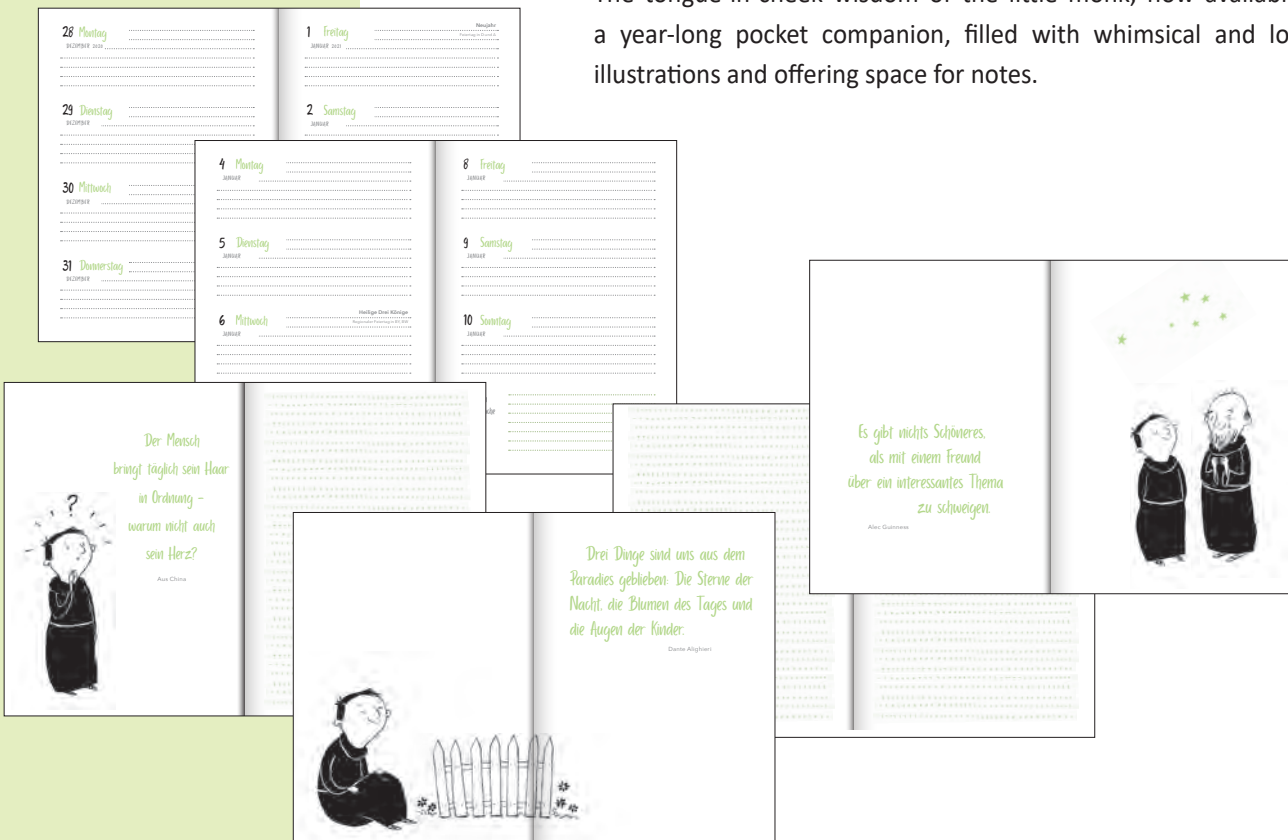 The tongue-in-cheek wisdom of the little monk, now
a year-long pocket companion, filled with whimsical and
illustrations and offering space for notes.
28 Montag
DEZEMBER 2020
29 Dienstag
DEZEMBER
30 Mittwoch
DEZEMBER
31 Donnerstag
DEZEMBER
1 Freitag
JANUAR 2021
Neujahr
2 Samstag
JANUAR
4 Montag
JANUAR
5 Dienstag
JANUAR
6 Mittwoch
JANUAR
Heilige Drei Könige
8 Freitag
JANUAR
9 Samstag
JANUAR
10 Sonntag
JANUAR
Der Mensch
bringt täglich sein Haar
in Ordnung –
warum nicht auch
sein Herz?
Aus China
?
Drei Dinge sind uns aus dem
Paradies geblieben: Die Sterne der
Nacht, die Blumen des Tages und
die Augen der Kinder.
Dante Alighieri
Es gibt nichts Schöneres,
als mit einem Freund
über ein interessantes Thema
zu schweigen.
Alec Guinness